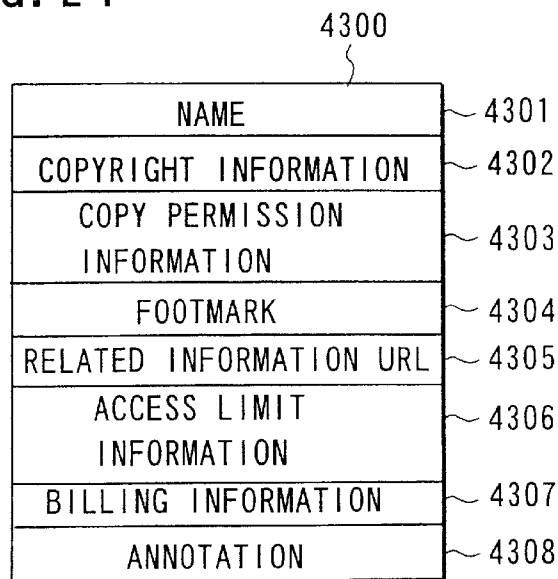 4300
NAME 4301
COPYRIGHT INFORMATION 4302
COPY PERMISSION
INFORMATION 4303
FOOTMARK 4304
RELATED INFORMATION URL 4305
ACCESS LIMIT
INFORMATION 4306
BILLING INFORMATION 4307
ANNOTATION 4308